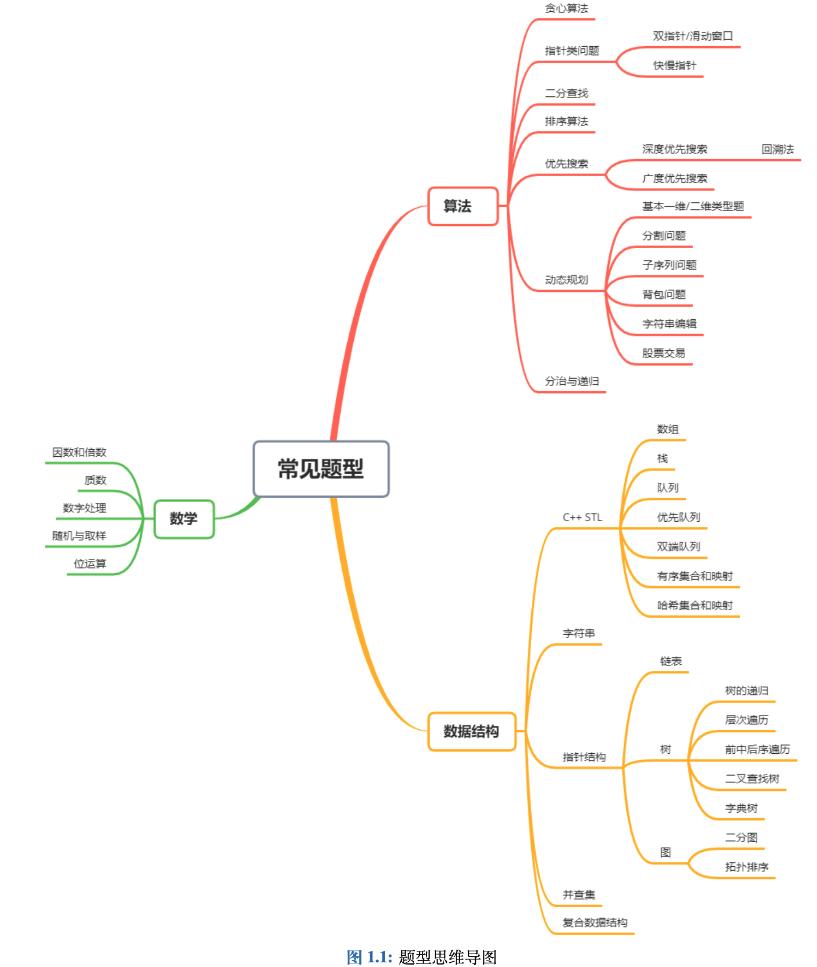 贪心算法
指针类问题
双指针/滑动窗口
快慢指针
二分查找
排序算法
优先搜索
深度优先搜索
回溯法
广度优先搜索
算法
动态规划
基本一维/二维类型题
分割问题
子序列问题
背包问题
字符串编辑
股票交易
分治与递归
常见题型
数学
因数和倍数
质数
数字处理
随机与取样
位运算
数据结构
C++ STL
数组
栈
队列
优先队列
双端队列
有序集合和映射
哈希集合和映射
字符串
指针结构
链表
树
树的递归
层次遍历
前中后序遍历
二叉查找树
字典树
图
二分图
拓扑排序
并查集
复合数据结构
图 1.1: 题型思维导图